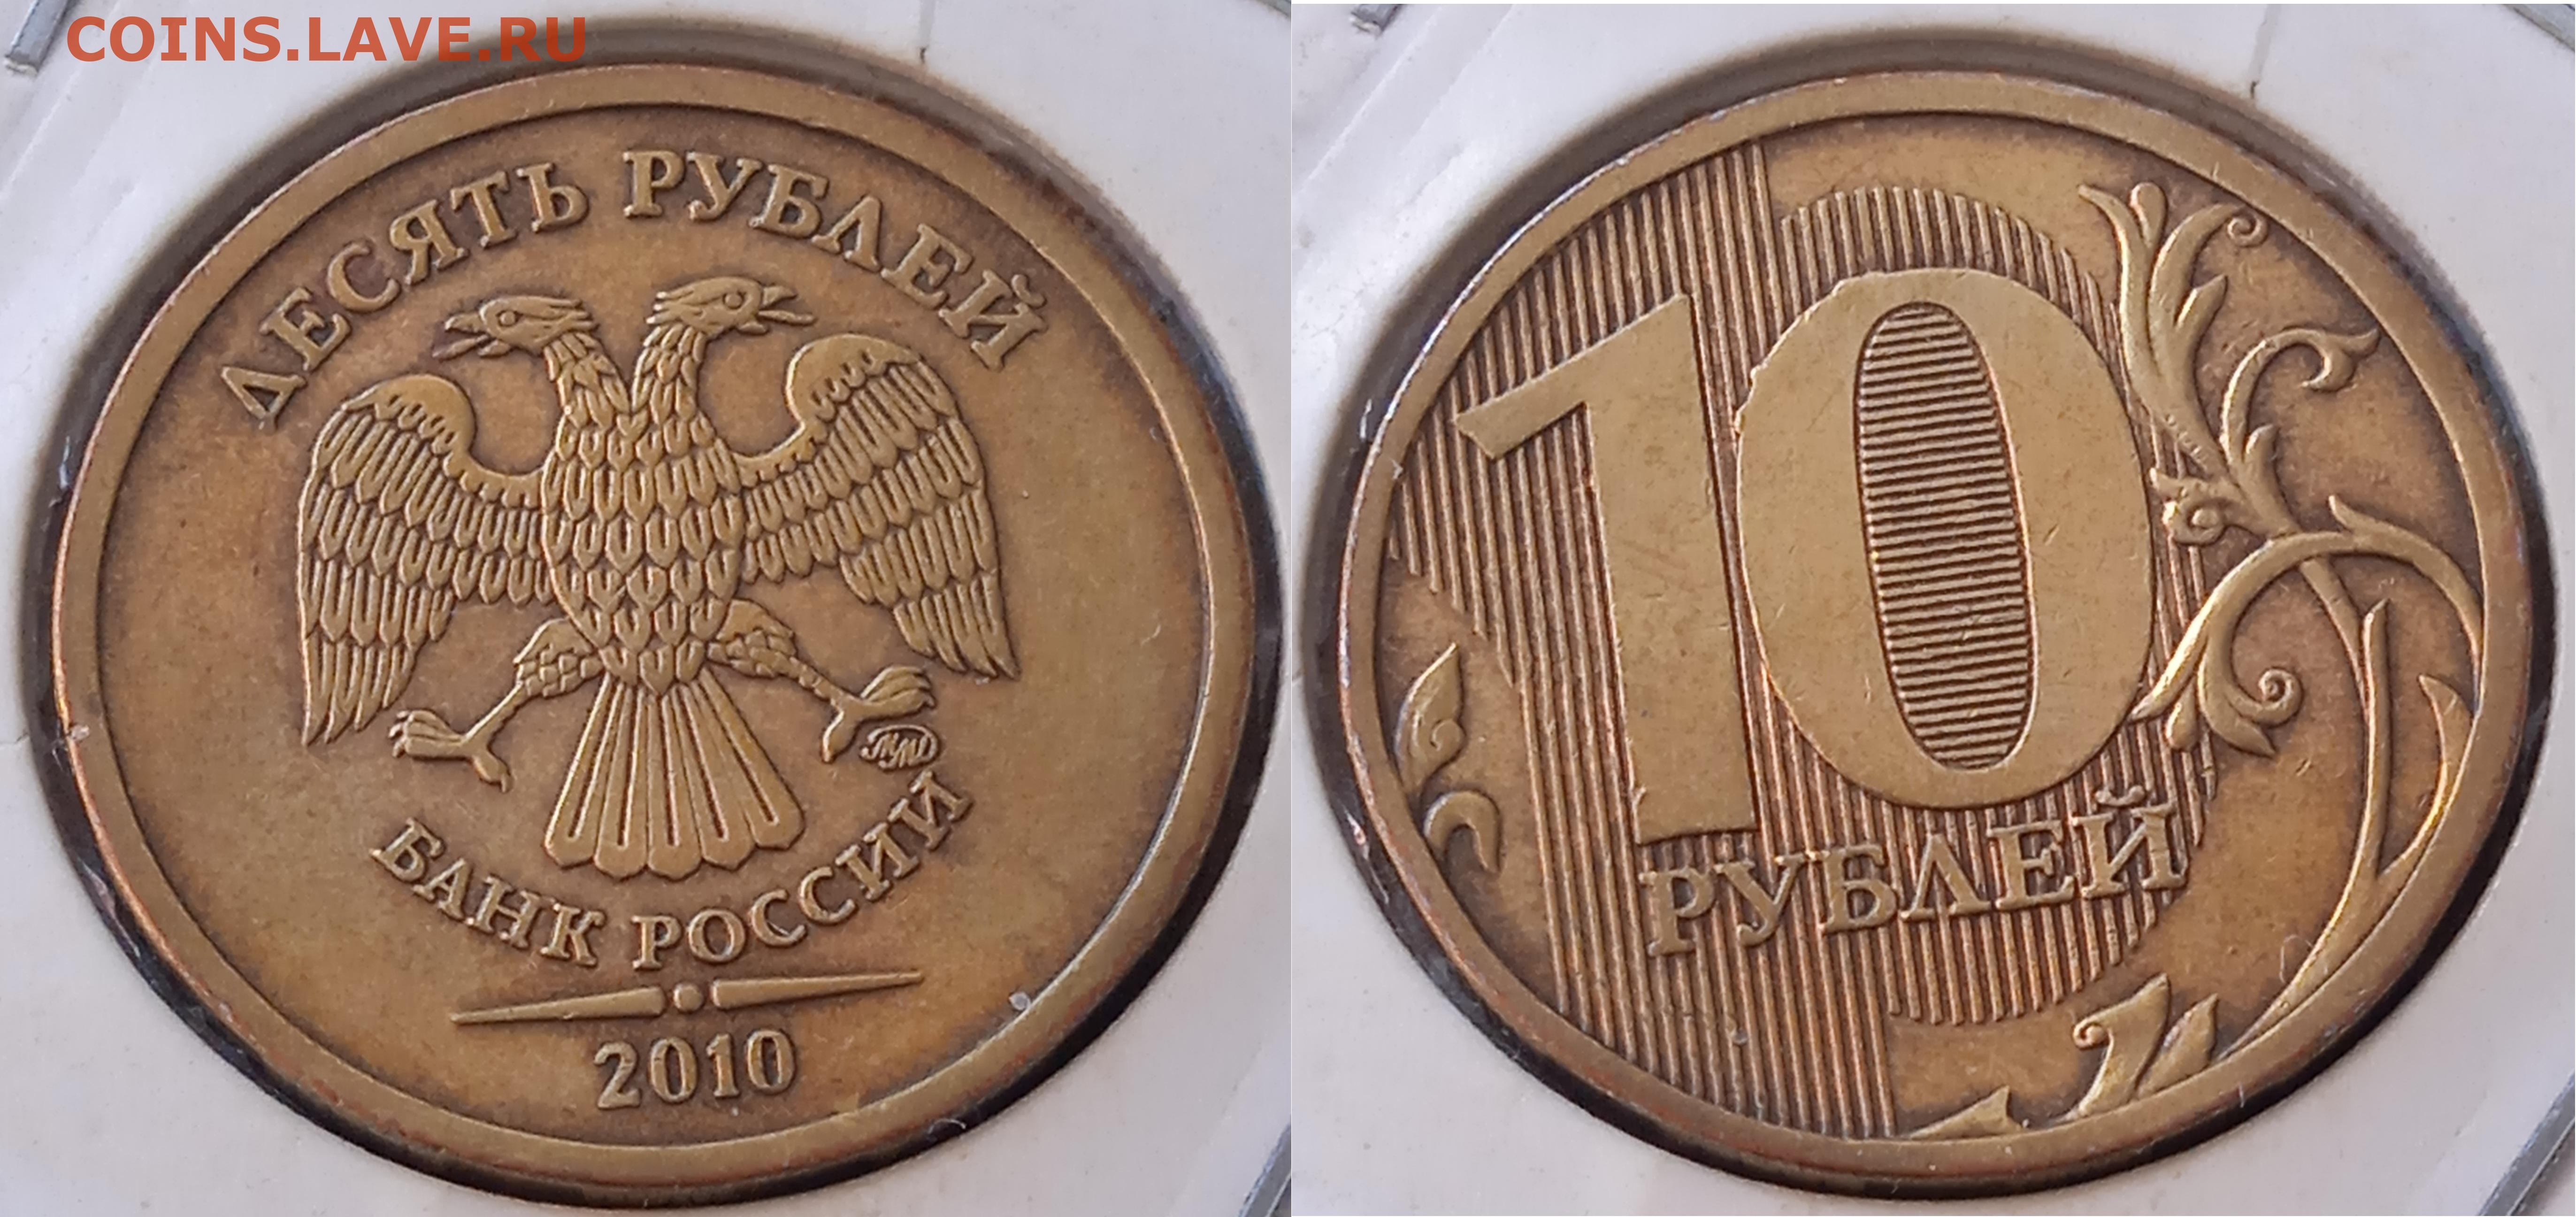 COINS.LAVE.RU
ДЕСЯТЬ РУБЛЕЙ
ММД
БАНК РОССИИ
2010
10
РУБЛЕЙ